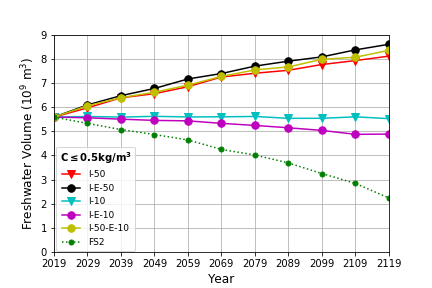 Freshwater Volume (10⁹ m³)
9
8
7
6
5
4
3
2
1
0
C ≤ 0.5kg/m³
I-50
I-E-50
I-10
I-E-10
I-50-E-10
FS2
2019 2029 2039 2049 2059 2069 2079 2089 2099 2109 2119
Year